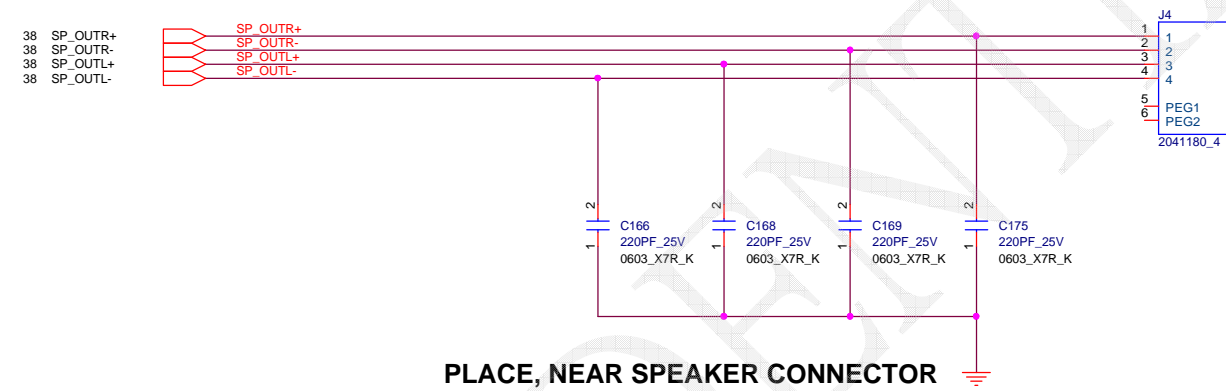 J4
38 SP_OUTR+ SP_OUTR+ 1 1
38 SP_OUTR- SP_OUTR- 2 2
38 SP_OUTL+ SP_OUTL+ 3 3
38 SP_OUTL- SP_OUTL- 4 4
5 PEG1
6 PEG2
2041180_4
2 2 2 2
C166 C168 C169 C175
220PF_25V 220PF_25V 220PF_25V 220PF_25V
1 1 1 1
0603_X7R_K 0603_X7R_K 0603_X7R_K 0603_X7R_K
PLACE, NEAR SPEAKER CONNECTOR